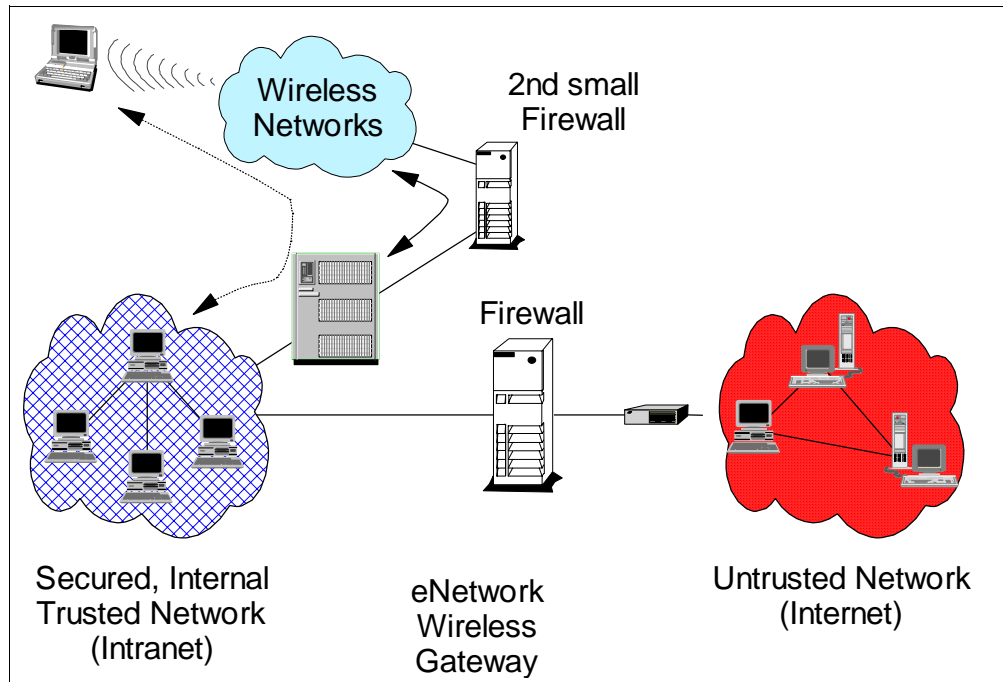 Wireless
Networks
2nd small
Firewall
Firewall
Secured, Internal
Trusted Network
(Intranet)
eNetwork
Wireless
Gateway
Untrusted Network
(Internet)